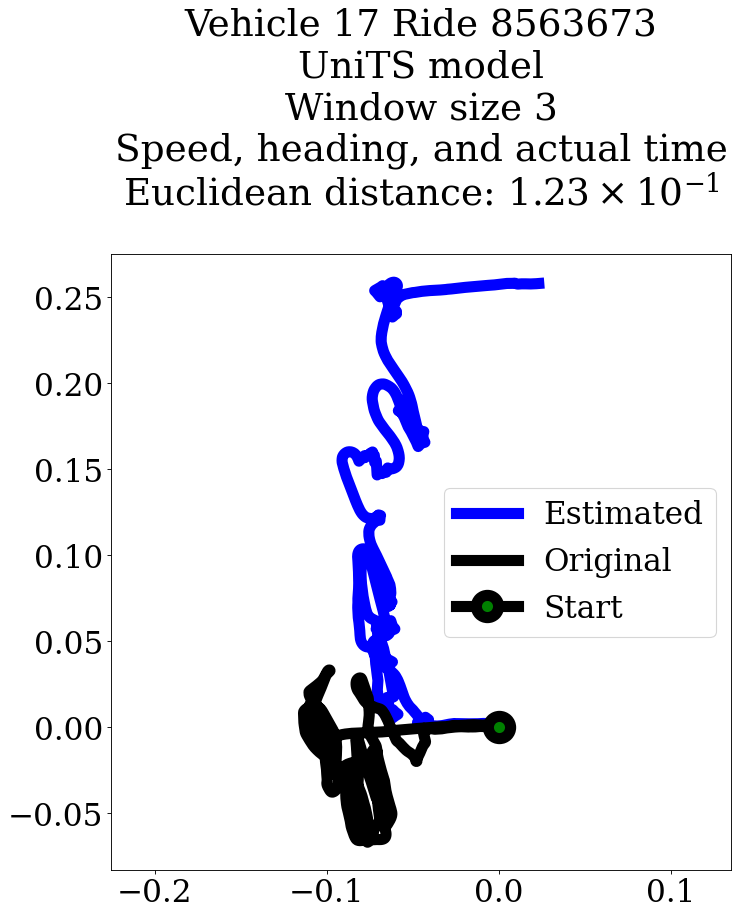 Vehicle 17 Ride 8563673
UniTS model
Window size 3
Speed, heading, and actual time
Euclidean distance: 1.23 × 10⁻¹
0.25
0.20
0.15
0.10
0.05
0.00
−0.05
Estimated
Original
Start
−0.2
−0.1
0.0
0.1